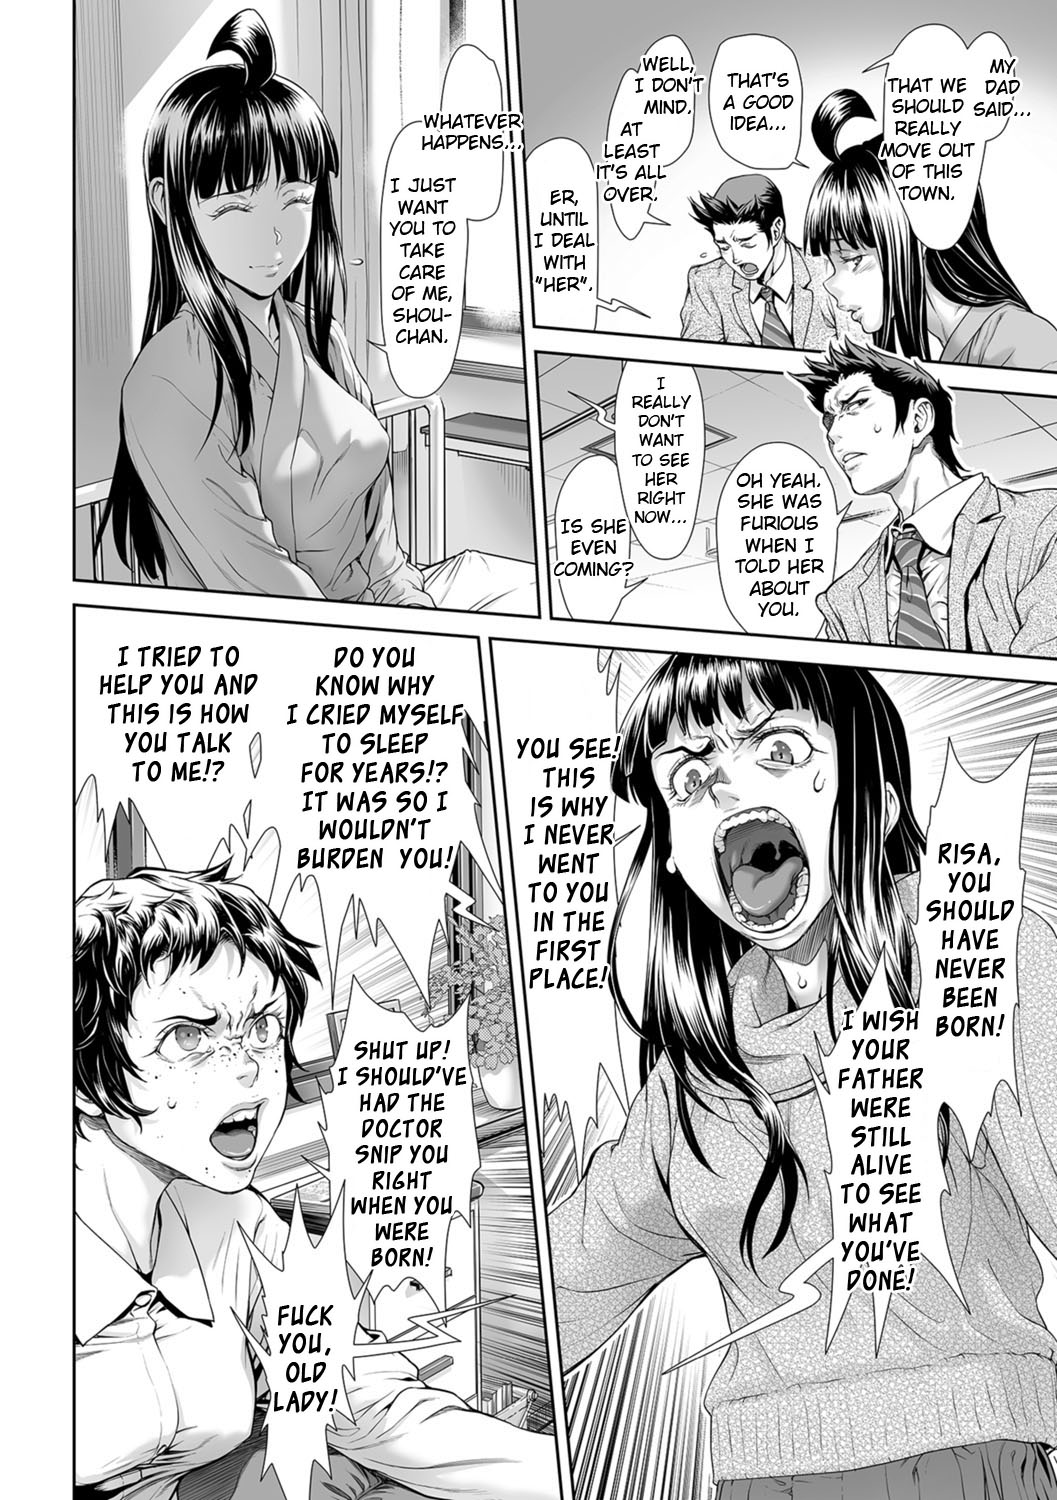 MY
DAD
SAID...
THAT WE
SHOULD
REALLY
MOVE OUT
OF THIS
TOWN.
THAT'S
A GOOD
IDEA...
WELL,
I DON'T
MIND.
AT
LEAST
IT'S ALL
OVER.
ER,
UNTIL
I DEAL
WITH
"HER".
OH YEAH.
SHE WAS
FURIOUS
WHEN I
TOLD HER
ABOUT
YOU.
I
REALLY
DON'T
WANT
TO SEE
HER
RIGHT
NOW...
IS SHE
EVEN
COMING?
WHATEVER
HAPPENS...
I JUST
WANT
YOU TO
TAKE
CARE
OF ME,
SHOU-
CHAN.
RISA,
YOU
SHOULD
HAVE
NEVER
BEEN
BORN!
I WISH
YOUR
FATHER
WERE
STILL
ALIVE
TO SEE
WHAT
YOU'VE
DONE!
YOU SEE!
THIS
IS WHY
I NEVER
WENT
TO YOU
IN THE
FIRST
PLACE!
DO YOU
KNOW WHY
I CRIED MYSELF
TO SLEEP
FOR YEARS!?
IT WAS SO I
WOULDN'T
BURDEN YOU!
I TRIED TO
HELP YOU AND
THIS IS HOW
YOU TALK
TO ME!?
SHUT UP!
I SHOULD'VE
HAD THE
DOCTOR
SNIP YOU
RIGHT
WHEN YOU
WERE
BORN!
FUCK
YOU,
OLD
LADY!